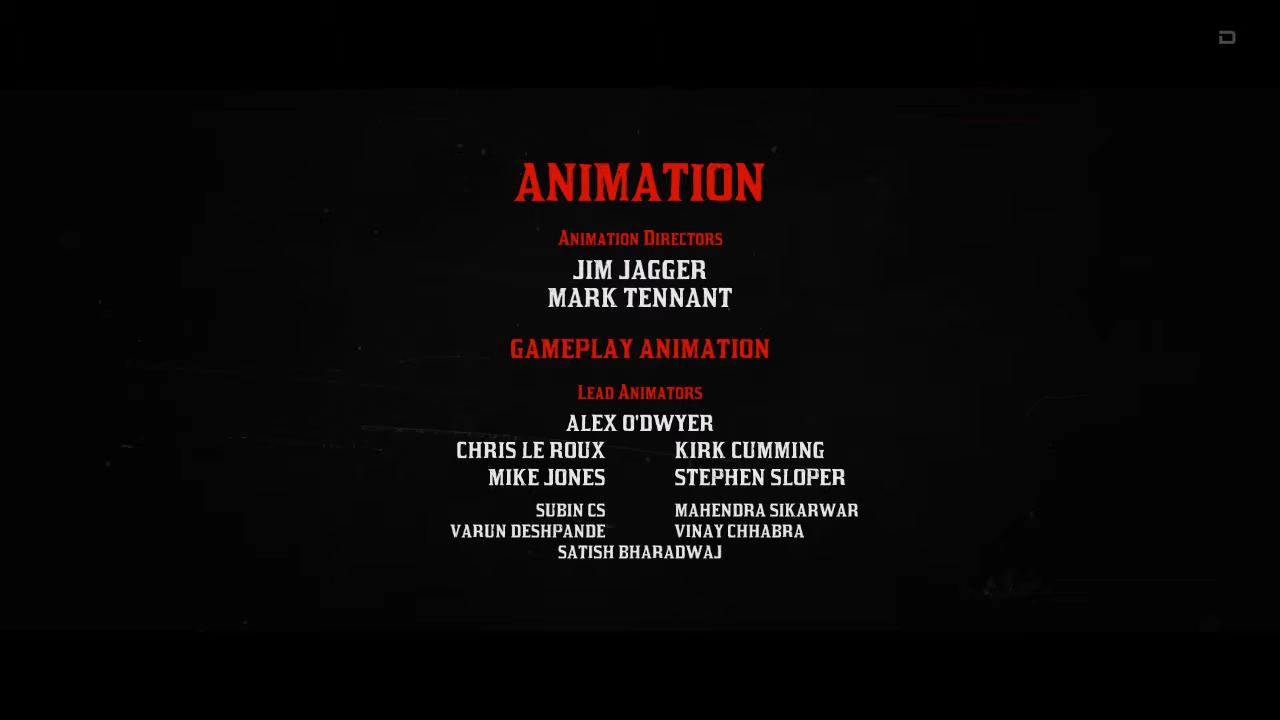 ANIMATION
Animation Directors
JIM JAGGER
MARK TENNANT
GAMEPLAY ANIMATION
Lead Animators
ALEX O'DWYER
CHRIS LE ROUX KIRK CUMMING
MIKE JONES STEPHEN SLOPER
SUBIN CS MAHENDRA SIKARWAR
VARUN DESHPANDE VINAY CHHABRA
SATISH BHARADWAJ